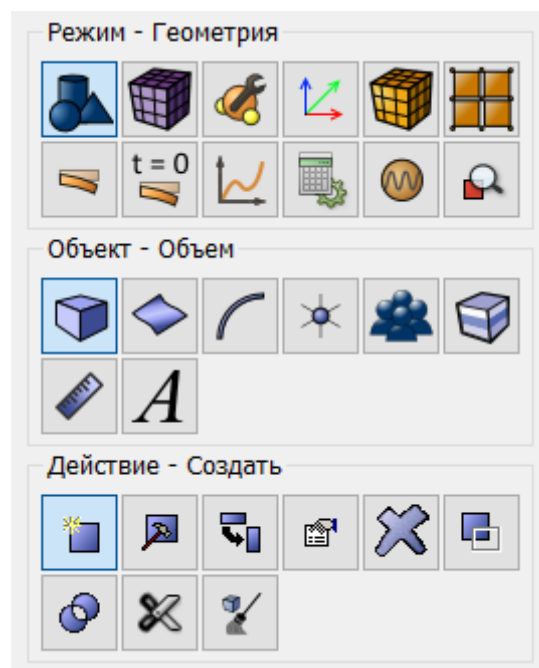 Режим - Геометрия
t = 0
Объект - Объем
A
Действие - Создать